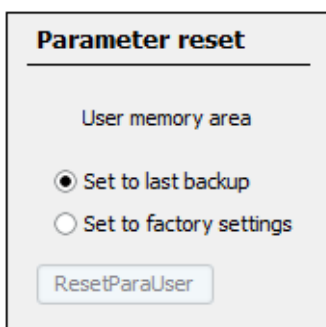 Parameter reset
User memory area
Set to last backup
Set to factory settings
ResetParaUser